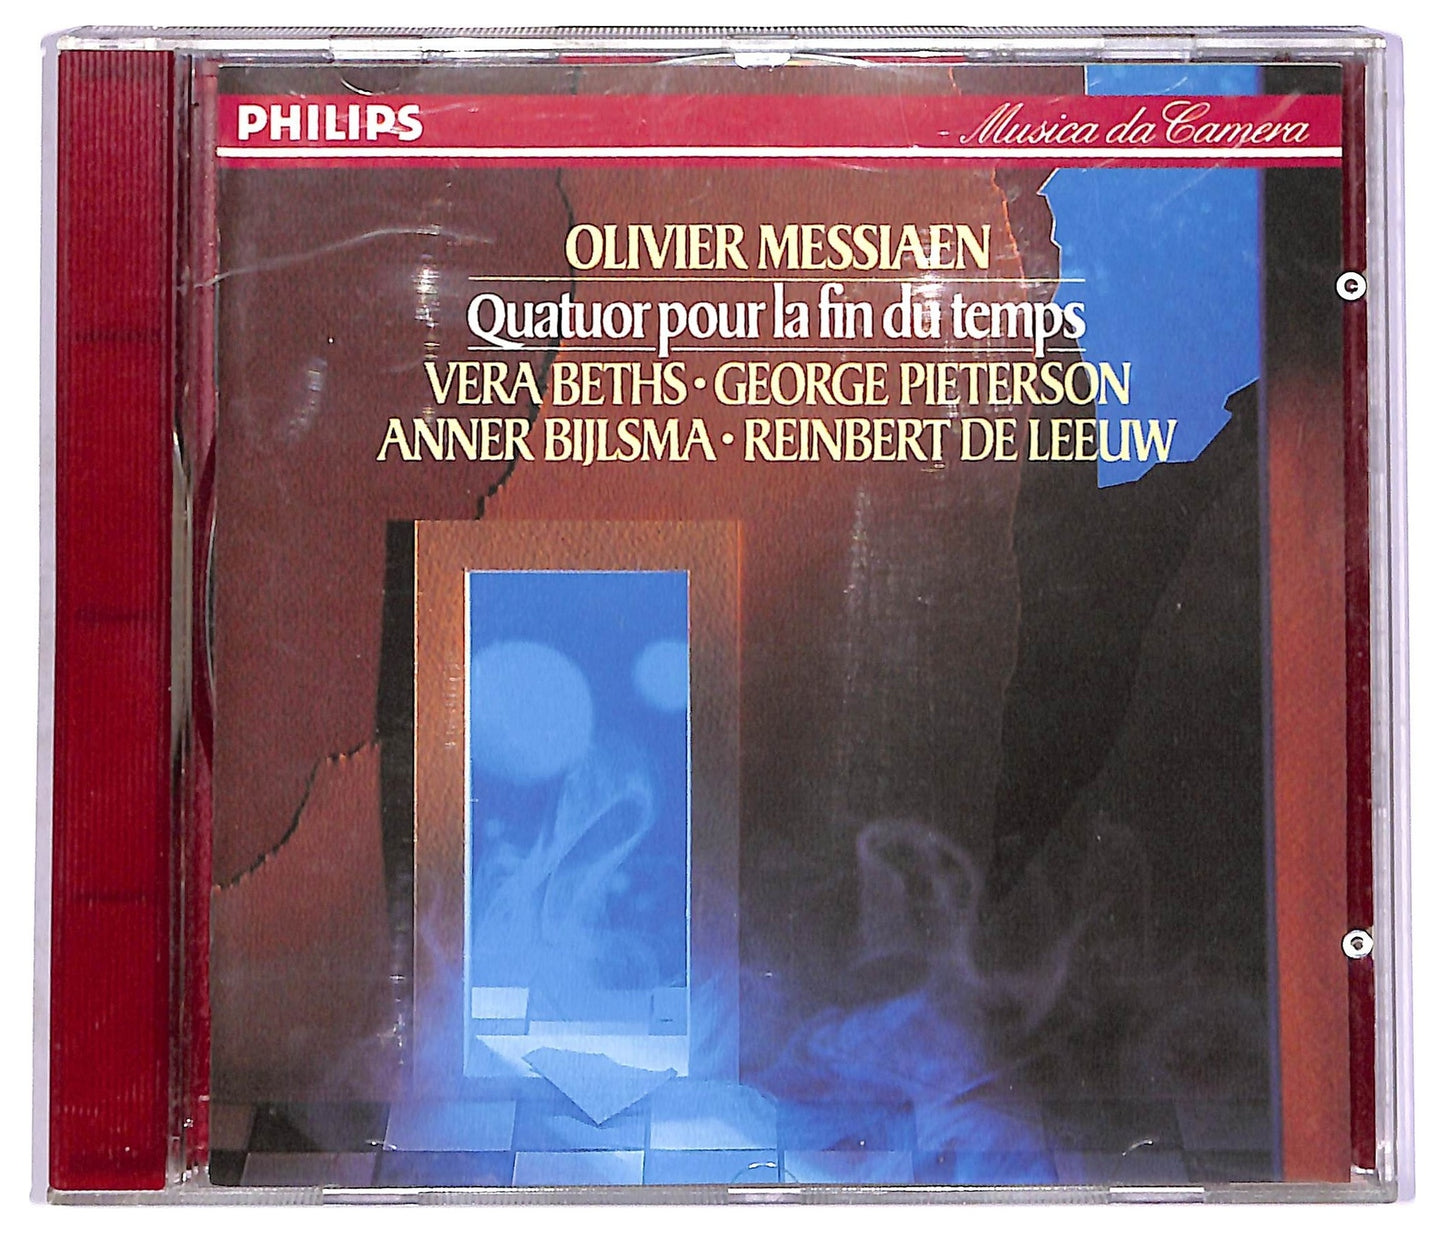 PHILIPS
Musica da Camera
OLIVIER MESSIAEN
Quatuor pour la fin du temps
VERA BETHS · GEORGE PIETERSON
ANNER BIJLSMA · REINBERT DE LEEUW